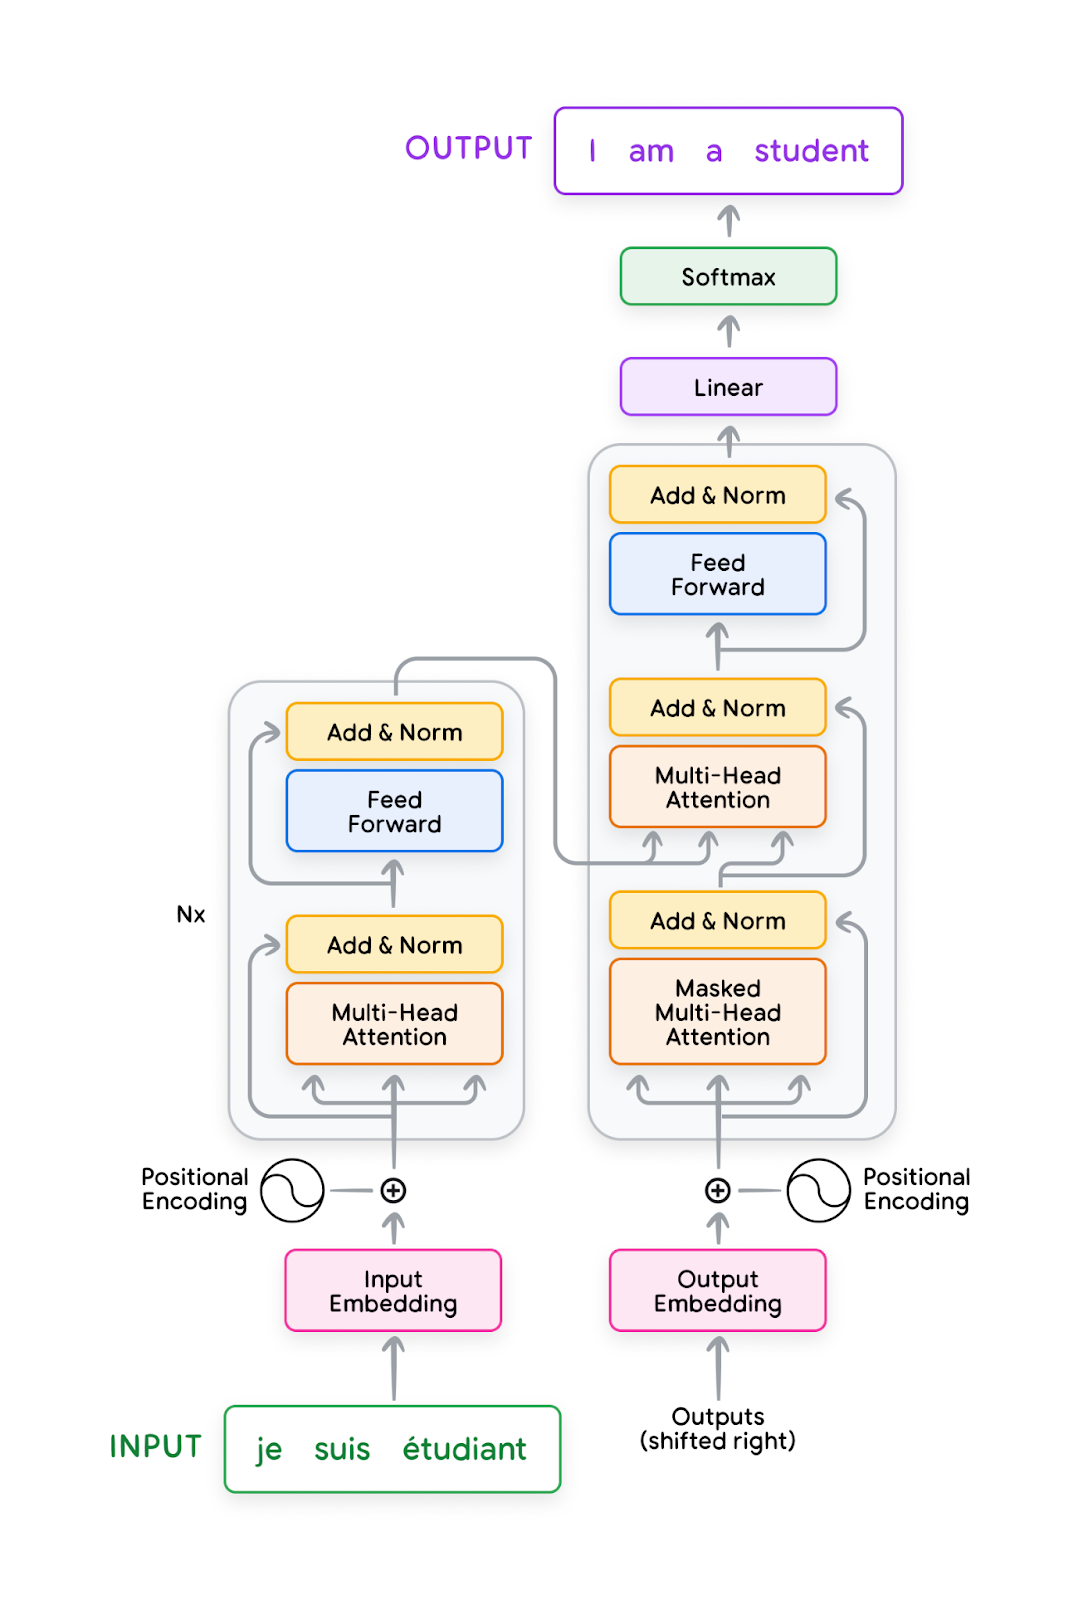 OUTPUT
I am a student
Softmax
Linear
Add & Norm
Feed
Forward
Add & Norm
Multi-Head
Attention
Add & Norm
Masked
Multi-Head
Attention
Add & Norm
Feed
Forward
Nx
Add & Norm
Multi-Head
Attention
Positional
Encoding
Positional
Encoding
Input
Embedding
Output
Embedding
INPUT
je suis étudiant
Outputs
(shifted right)